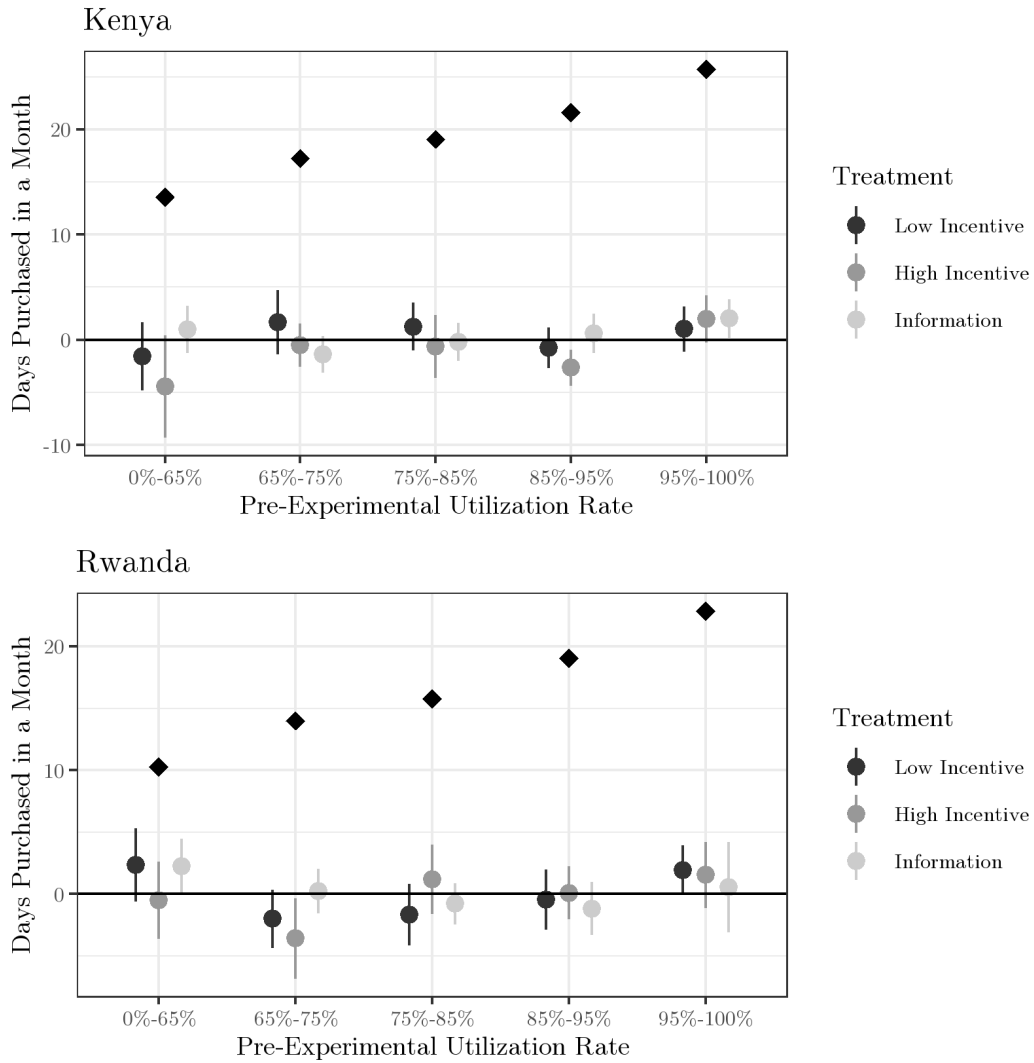 Kenya
Days Purchased in a Month
20
10
0
-10
0%-65%
65%-75%
75%-85%
85%-95%
95%-100%
Pre-Experimental Utilization Rate
Treatment
Low Incentive
High Incentive
Information
Rwanda
Days Purchased in a Month
20
10
0
0%-65%
65%-75%
75%-85%
85%-95%
95%-100%
Pre-Experimental Utilization Rate
Treatment
Low Incentive
High Incentive
Information